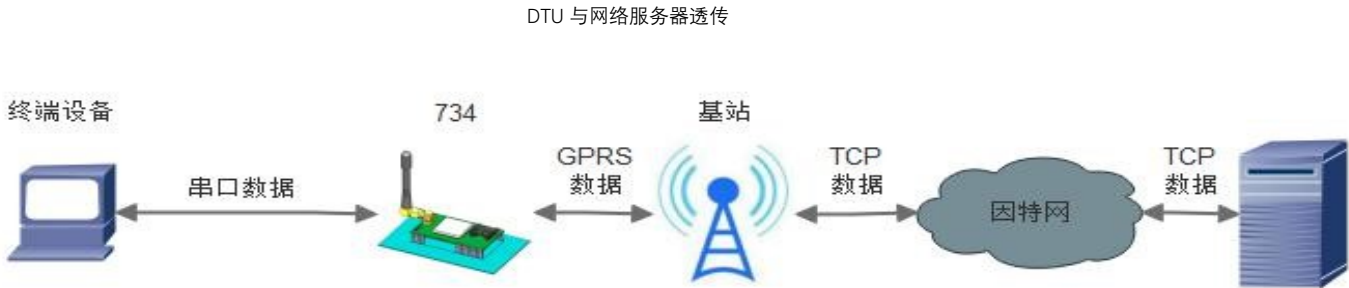 DTU 与网络服务器透传
终端设备
734
基站
串口数据
GPRS
数据
TCP
数据
因特网
TCP
数据